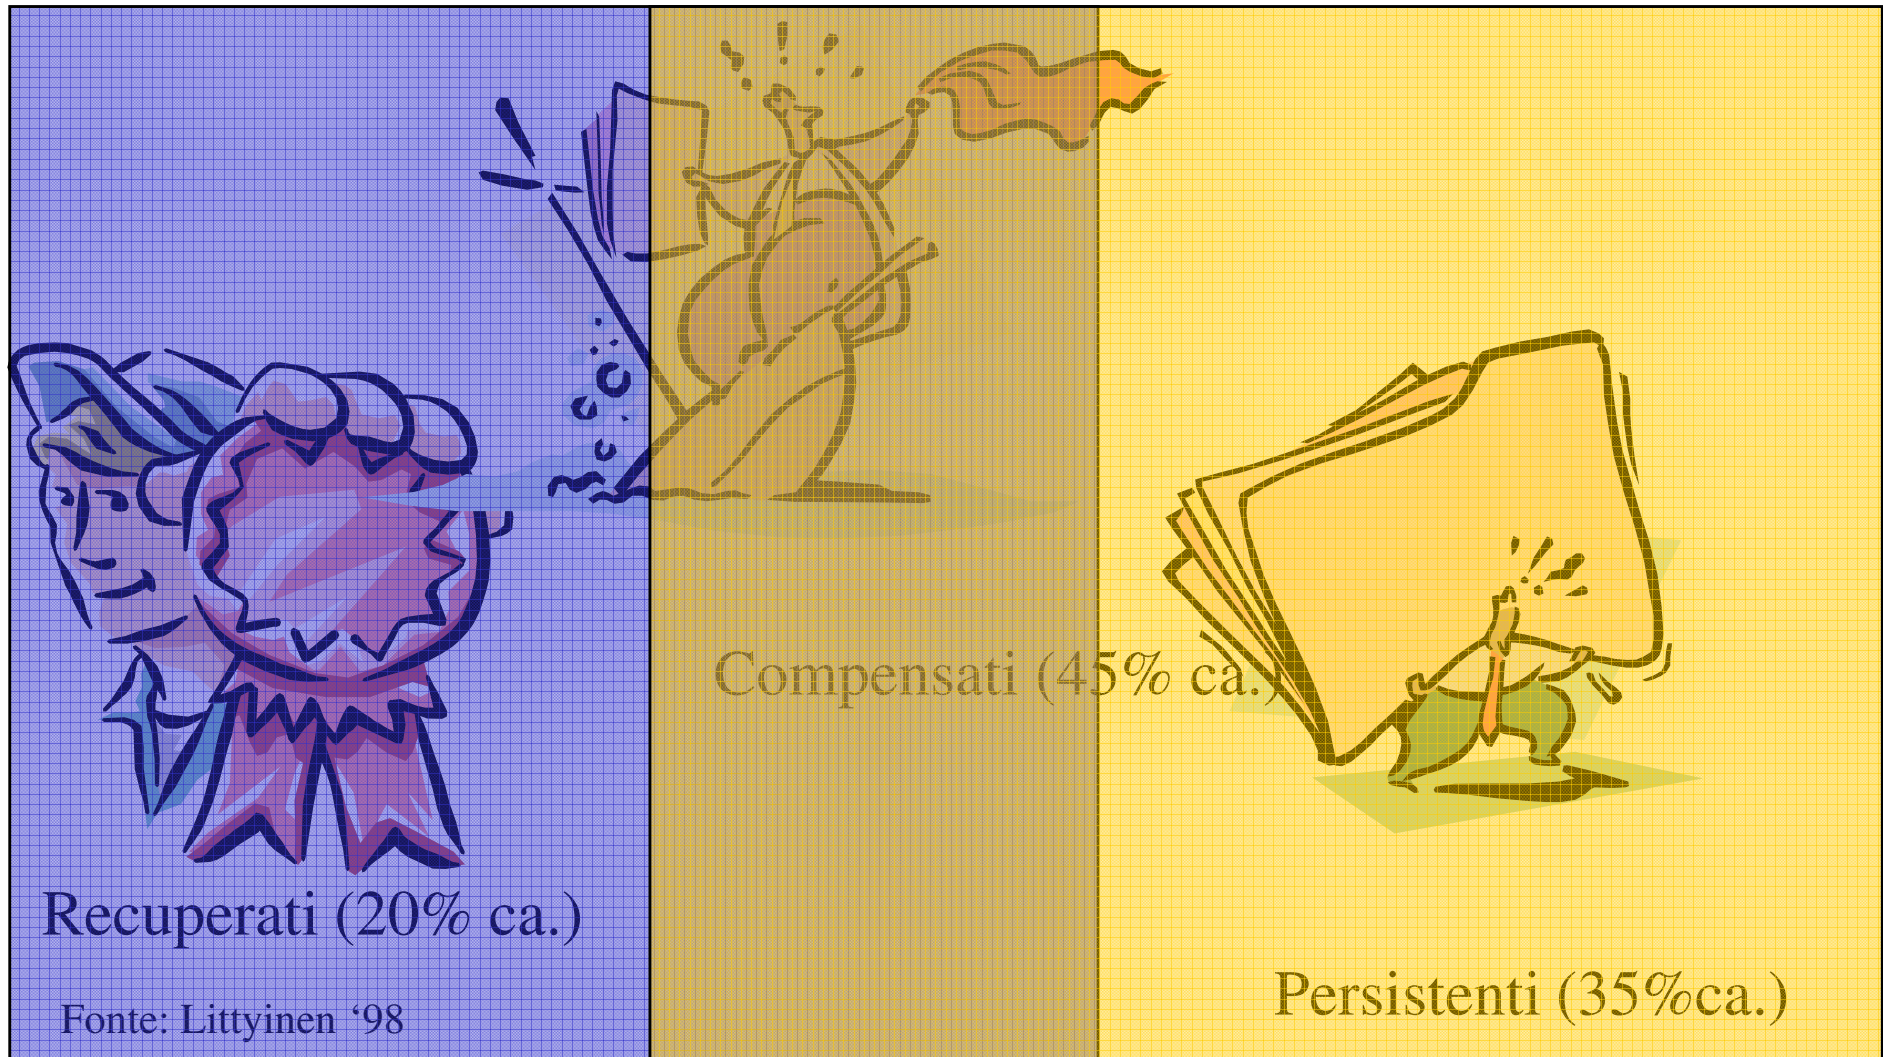 Compensati (45% ca.)
Recuperati (20% ca.)
Persistenti (35%ca.)
Fonte: Littyinen ‘98